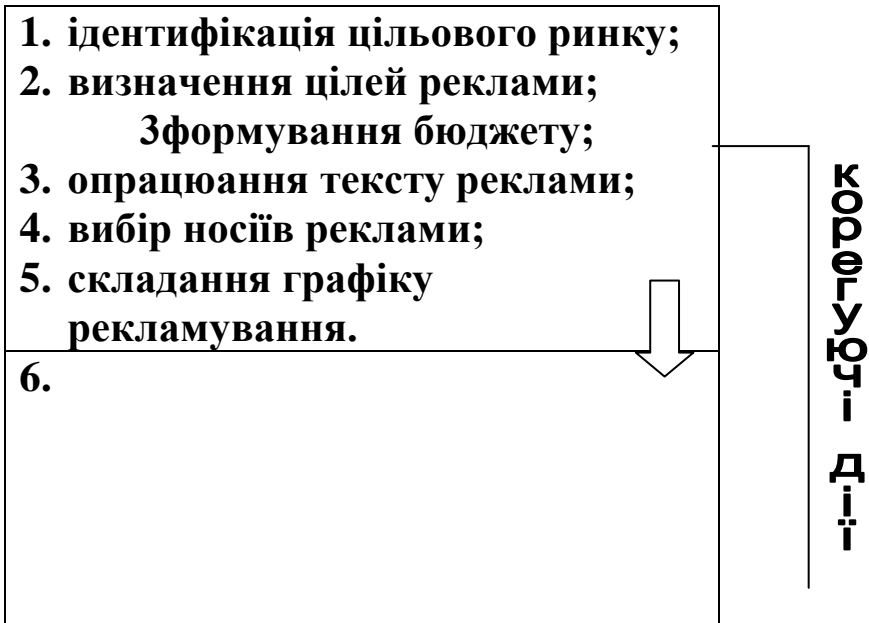 1. ідентифікація цільового ринку;
2. визначення цілей реклами;
3формування бюджету;
3. опрацюання тексту реклами;
4. вибір носіїв реклами;
5. складання графіку
рекламування.
6.
корегуючі дії